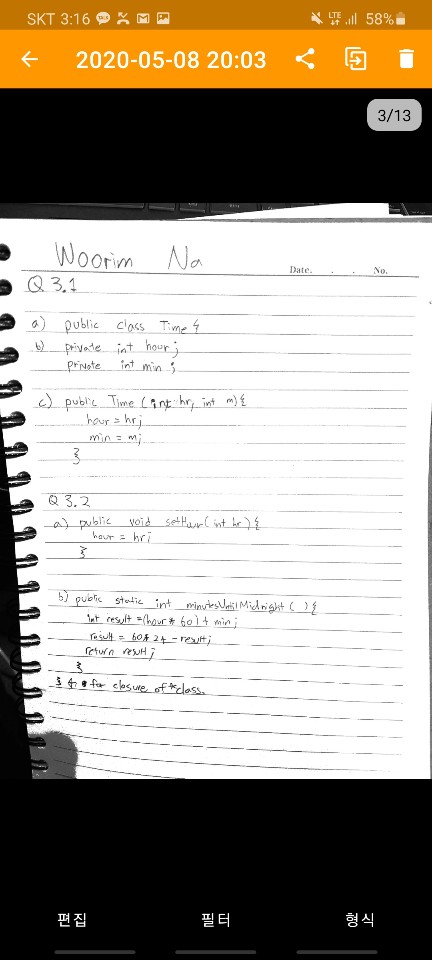 SKT 3:16
LTE
58%
2020-05-08 20:03
3/13
Woorim Na
Date. . . No.
Q 3.1
a) public class Time {
b) private int hour;
private int min;
c) public Time (int hr, int m) {
hour = hr;
min = m;
}
Q 3.2
a) public void setHour(int hr) {
hour = hr;
}
b) public static int minutesUntilMidnight ( ) {
int result = (hour * 60) + min;
result = 60 * 24 - result;
return result;
}
} closure of class.
편집
필터
형식